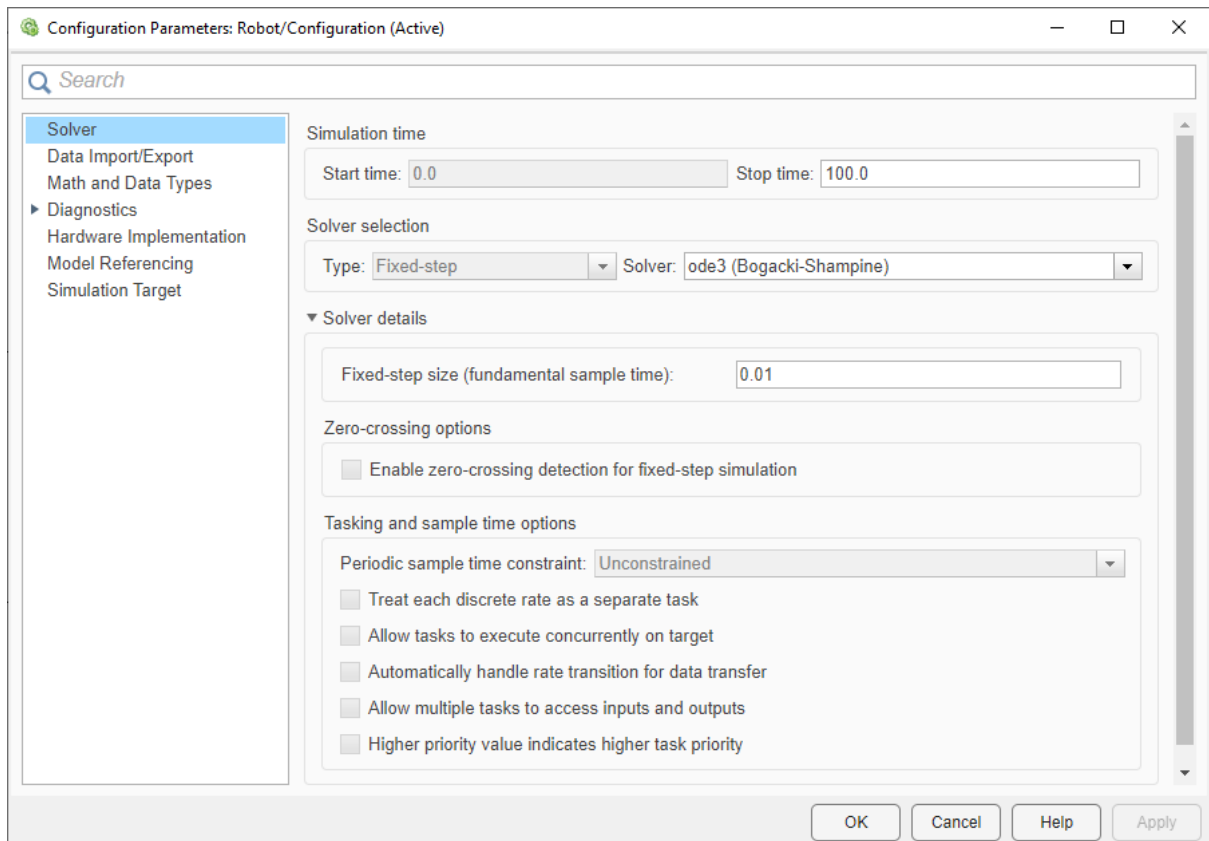 Configuration Parameters: Robot/Configuration (Active)
Search
Solver
Data Import/Export
Math and Data Types
Diagnostics
Hardware Implementation
Model Referencing
Simulation Target
Simulation time
Start time: 0.0 Stop time: 100.0
Solver selection
Type: Fixed-step Solver: ode3 (Bogacki-Shampine)
Solver details
Fixed-step size (fundamental sample time): 0.01
Zero-crossing options
Enable zero-crossing detection for fixed-step simulation
Tasking and sample time options
Periodic sample time constraint: Unconstrained
Treat each discrete rate as a separate task
Allow tasks to execute concurrently on target
Automatically handle rate transition for data transfer
Allow multiple tasks to access inputs and outputs
Higher priority value indicates higher task priority
OK Cancel Help Apply